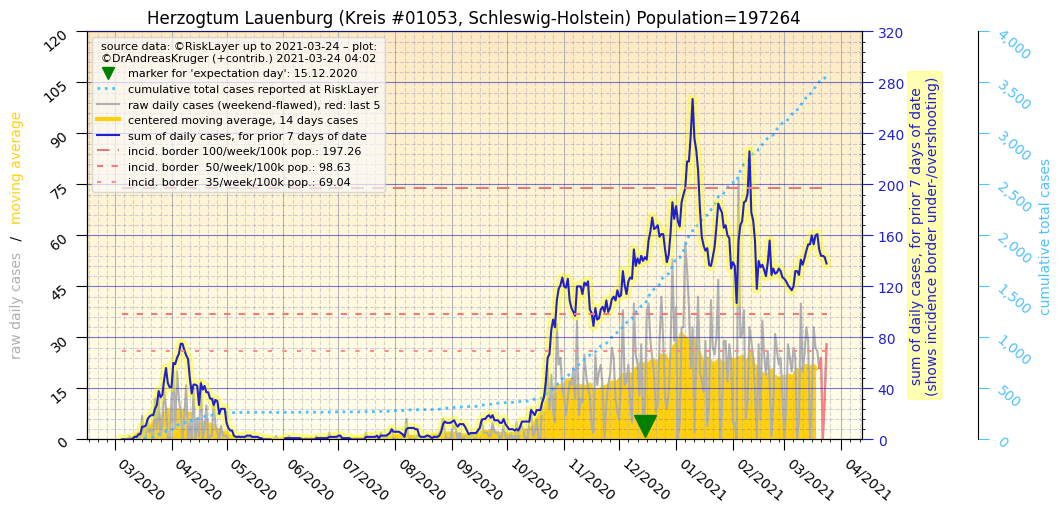 Herzogtum Lauenburg (Kreis #01053, Schleswig-Holstein) Population=197264
source data: ©RiskLayer up to 2021-03-24 – plot:
©DrAndreasKruger (+contrib.) 2021-03-24 04:02
marker for 'expectation day': 15.12.2020
cumulative total cases reported at RiskLayer
raw daily cases (weekend-flawed), red: last 5
centered moving average, 14 days cases
sum of daily cases, for prior 7 days of date
incid. border 100/week/100k pop.: 197.26
incid. border  50/week/100k pop.: 98.63
incid. border  35/week/100k pop.: 69.04
raw daily cases / moving average
120
105
90
75
60
45
30
15
0
320
280
240
200
160
120
80
40
0
sum of daily cases, for prior 7 days of date
(shows incidence border under-/overshooting)
4,000
3,500
3,000
2,500
2,000
1,500
1,000
500
0
cumulative total cases
03/2020
04/2020
05/2020
06/2020
07/2020
08/2020
09/2020
10/2020
11/2020
12/2020
01/2021
02/2021
03/2021
04/2021